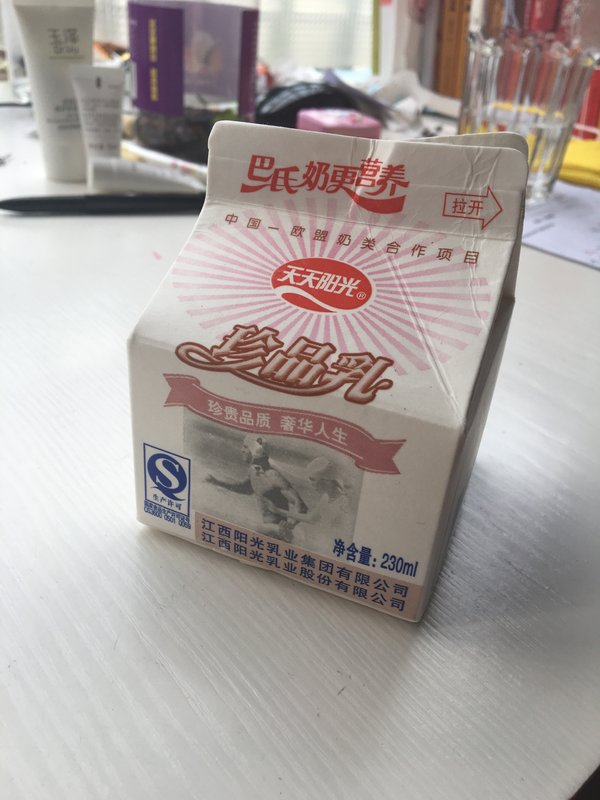 巴氏奶更营养
拉开
中国一欧盟奶类合作项目
天天阳光®
珍品乳
珍贵品质 奢华人生
生产许可
净含量:230ml
江西阳光乳业集团有限公司
江西阳光乳业股份有限公司